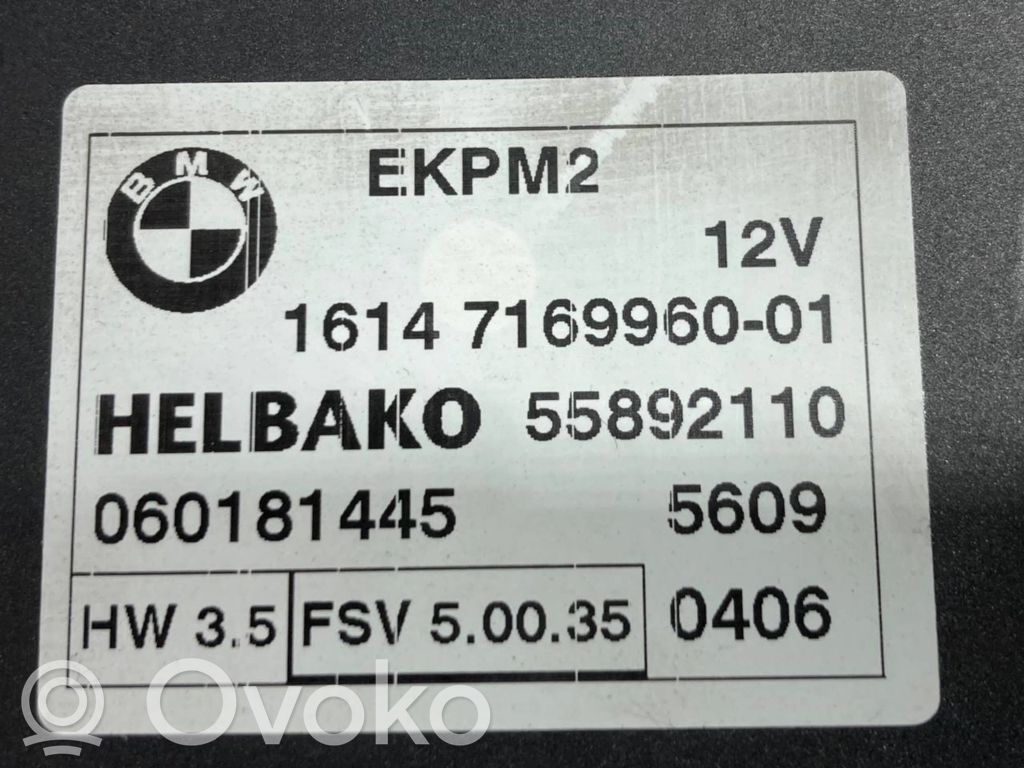 BMW
EKPM2
12V
1614 7169960-01
HELBAKO 55892110
060181445 5609
HW 3.5 FSV 5.00.35 0406
Ovoko